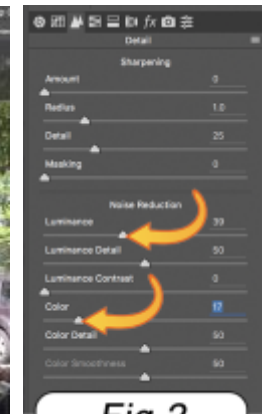 fx
Detail
Sharpening
Amount 0
Radius 1.0
Detail 25
Masking 0
Noise Reduction
Luminance 39
Luminance Detail 50
Luminance Contrast 0
Color 17
Color Detail 50
Color Smoothness 50
Fig 2